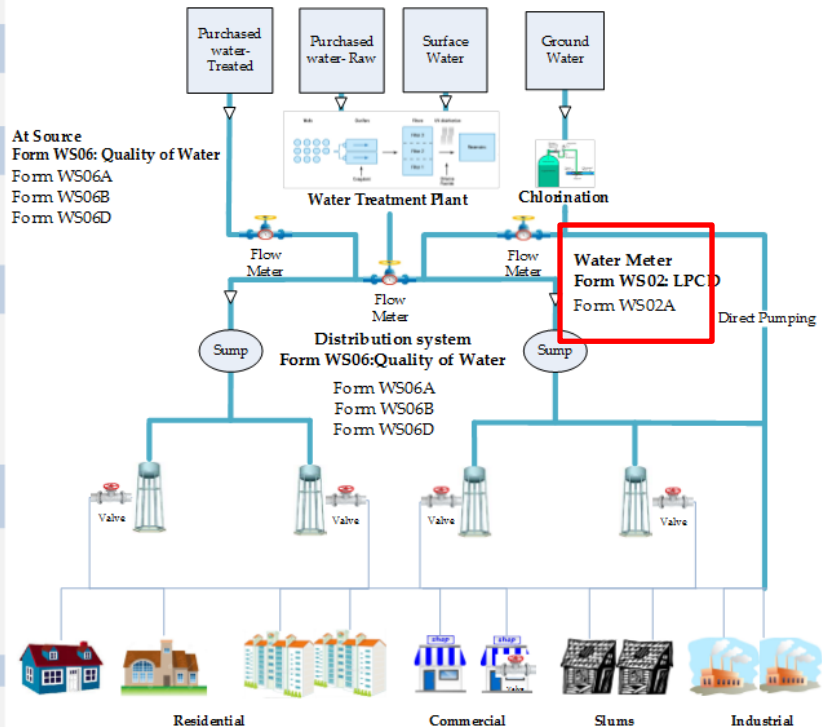 Purchased
water-
Treated
Purchased
water- Raw
Surface
Water
Ground
Water
At Source
Form WS06: Quality of Water
Form WS06A
Form WS06B
Form WS06D
Water Treatment Plant
Chlorination
Flow
Meter
Flow
Meter
Flow
Meter
Water Meter
Form WS02: LPCD
Form WS02A
Direct Pumping
Sump
Distribution system
Form WS06:Quality of Water
Form WS06A
Form WS06B
Form WS06D
Sump
Valve
Valve
Valve
Valve
shop
shop
Valve
Residential
Commercial
Slums
Industrial